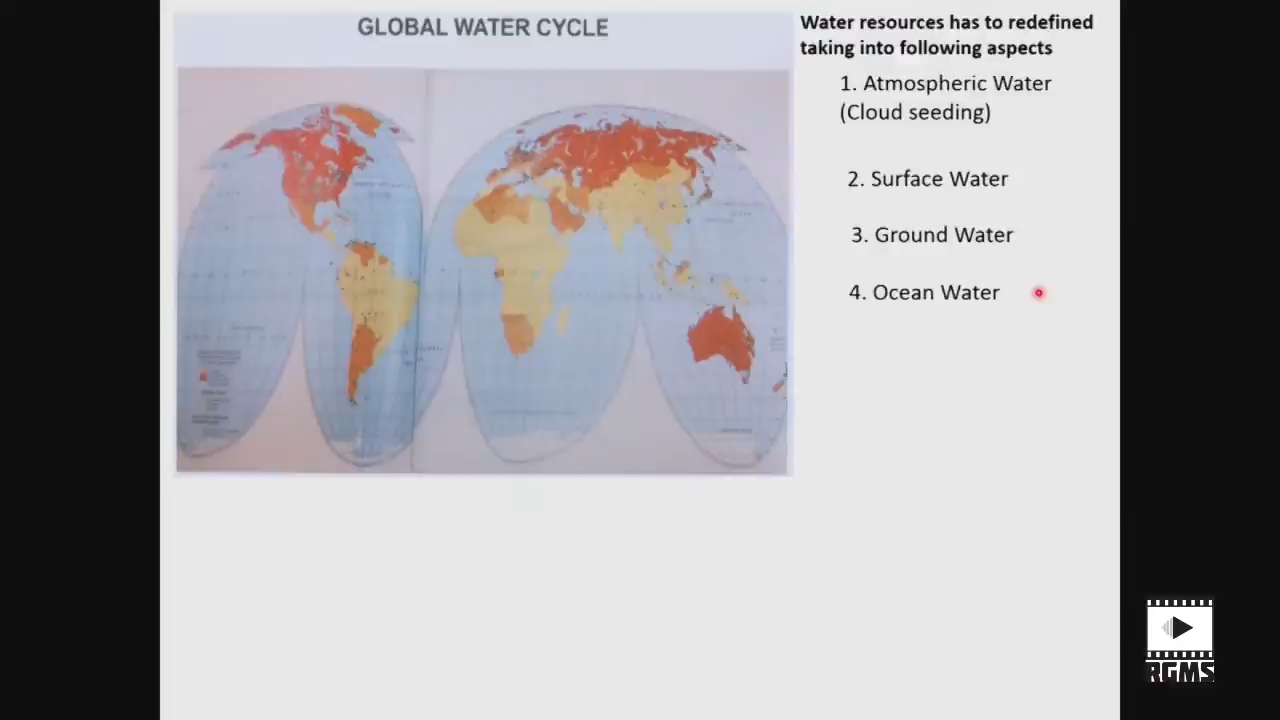 GLOBAL WATER CYCLE
Water resources has to redefined
taking into following aspects
1. Atmospheric Water
(Cloud seeding)
2. Surface Water
3. Ground Water
4. Ocean Water
RGMS